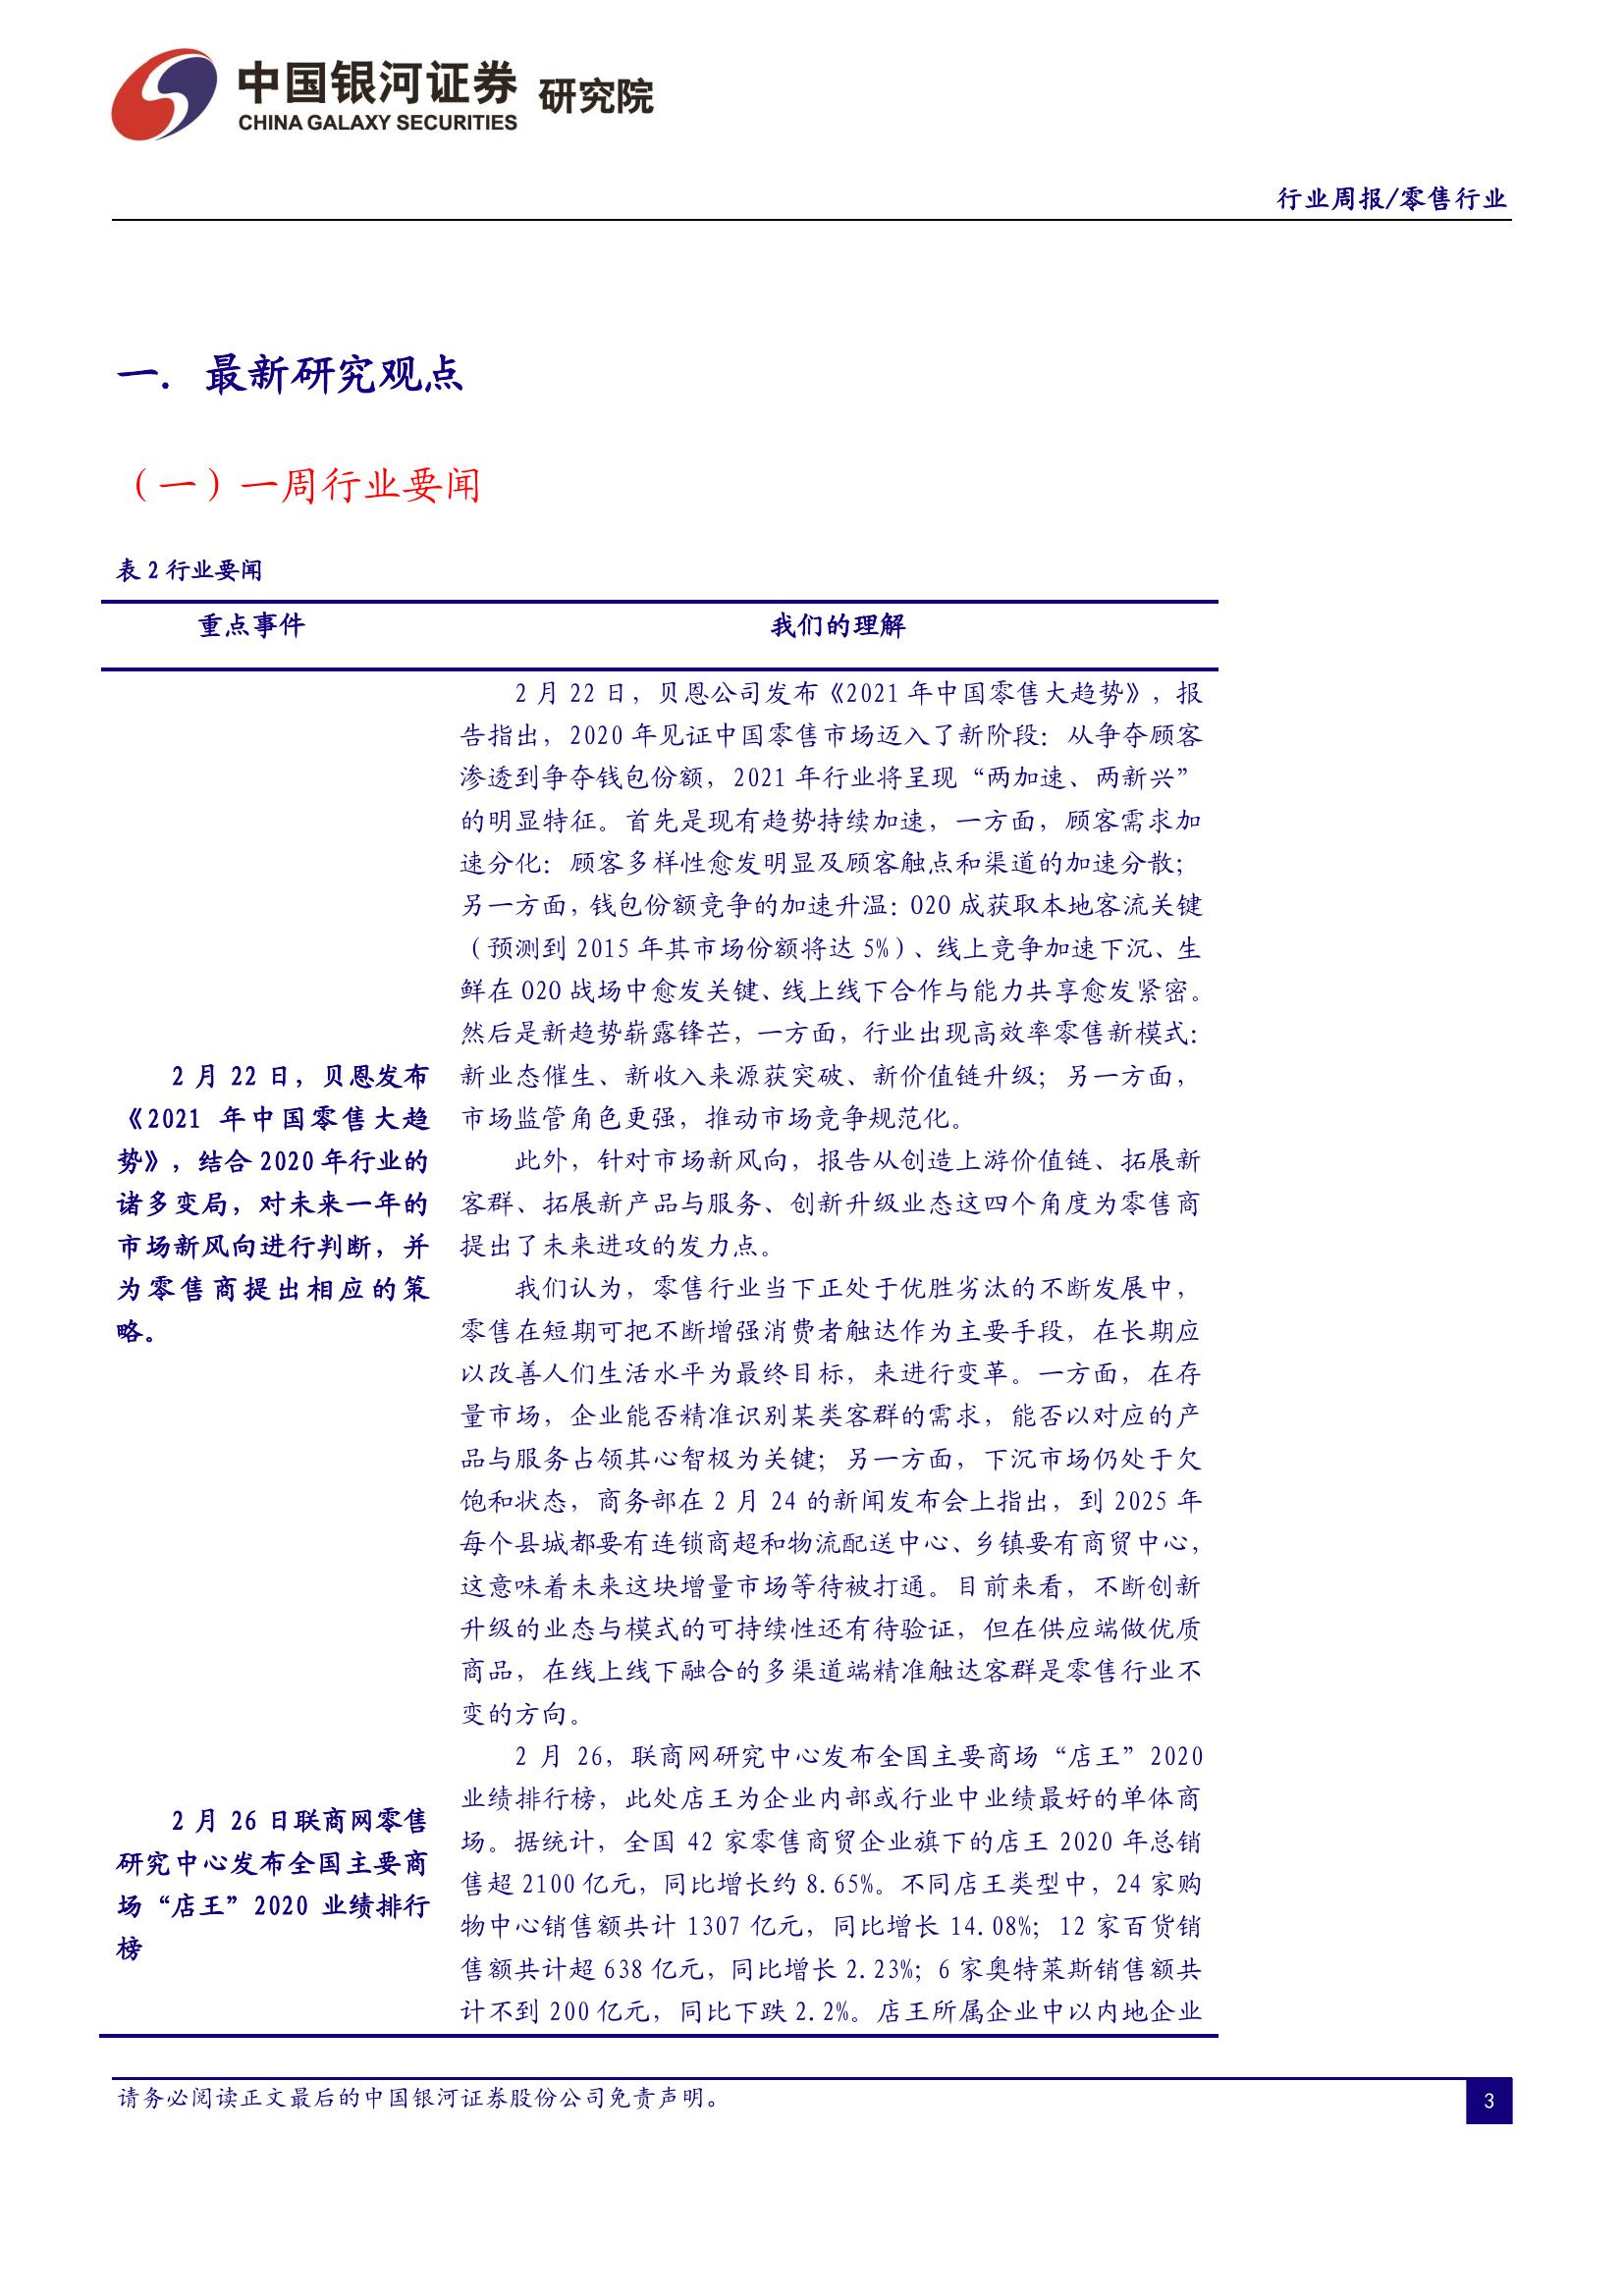 中国银河证券 研究院
CHINA GALAXY SECURITIES
行业周报/零售行业
一. 最新研究观点
（一）一周行业要闻
表 2 行业要闻
重点事件 我们的理解
2 月 22 日，贝恩发布
《2021 年中国零售大趋
势》，结合 2020 年行业的
诸多变局，对未来一年的
市场新风向进行判断，并
为零售商提出相应的策
略。
2 月 22 日，贝恩公司发布《2021 年中国零售大趋势》，报
告指出，2020 年见证中国零售市场迈入了新阶段：从争夺顾客
渗透到争夺钱包份额，2021 年行业将呈现“两加速、两新兴”
的明显特征。首先是现有趋势持续加速，一方面，顾客需求加
速分化：顾客多样性愈发明显及顾客触点和渠道的加速分散；
另一方面，钱包份额竞争的加速升温：O2O 成获取本地客流关键
（预测到 2015 年其市场份额将达 5%）、线上竞争加速下沉、生
鲜在 O2O 战场中愈发关键、线上线下合作与能力共享愈发紧密。
然后是新趋势崭露锋芒，一方面，行业出现高效率零售新模式：
新业态催生、新收入来源获突破、新价值链升级；另一方面，
市场监管角色更强，推动市场竞争规范化。
此外，针对市场新风向，报告从创造上游价值链、拓展新
客群、拓展新产品与服务、创新升级业态这四个角度为零售商
提出了未来进攻的发力点。
我们认为，零售行业当下正处于优胜劣汰的不断发展中，
零售在短期可把不断增强消费者触达作为主要手段，在长期应
以改善人们生活水平为最终目标，来进行变革。一方面，在存
量市场，企业能否精准识别某类客群的需求，能否以对应的产
品与服务占领其心智极为关键；另一方面，下沉市场仍处于欠
饱和状态，商务部在 2 月 24 的新闻发布会上指出，到 2025 年
每个县城都要有连锁商超和物流配送中心、乡镇要有商贸中心，
这意味着未来这块增量市场等待被打通。目前来看，不断创新
升级的业态与模式的可持续性还有待验证，但在供应端做优质
商品，在线上线下融合的多渠道端精准触达客群是零售行业不
变的方向。
2 月 26 日联商网零售
研究中心发布全国主要商
场“店王”2020 业绩排行
榜
2 月 26，联商网研究中心发布全国主要商场“店王”2020
业绩排行榜，此处店王为企业内部或行业中业绩最好的单体商
场。据统计，全国 42 家零售商贸企业旗下的店王 2020 年总销
售超 2100 亿元，同比增长约 8.65%。不同店王类型中，24 家购
物中心销售额共计 1307 亿元，同比增长 14.08%；12 家百货销
售额共计超 638 亿元，同比增长 2.23%；6 家奥特莱斯销售额共
计不到 200 亿元，同比下跌 2.2%。店王所属企业中以内地企业
请务必阅读正文最后的中国银河证券股份公司免责声明。
3